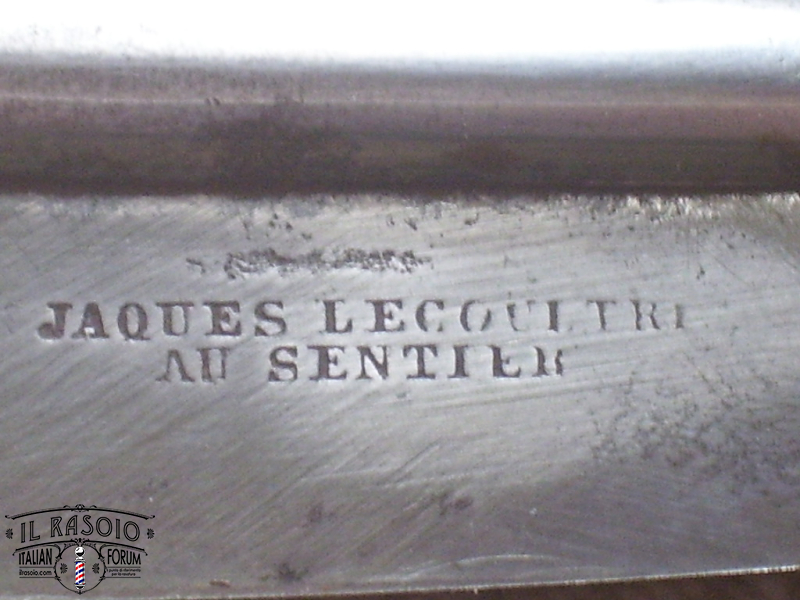 JAQUES LECOULTRE
AU SENTIER
IL RASOIO
ITALIAN FORUM
ilrasoio.com